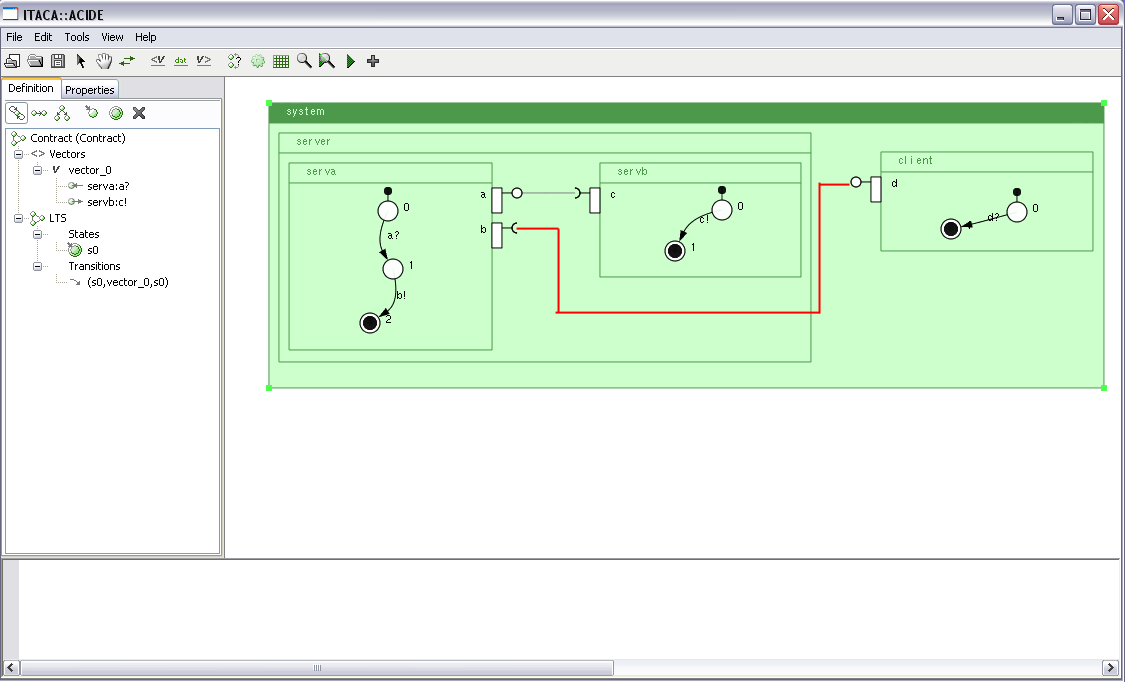 ITACA::ACIDE
File Edit Tools View Help
<V dat V>
Definition Properties
Contract (Contract)
<> Vectors
V vector_0
serva:a?
servb:c!
LTS
States
s0
Transitions
(s0,vector_0,s0)
system
server
serva
a
b
0
a?
1
b!
2
servb
c
0
c!
1
client
d
0
d?